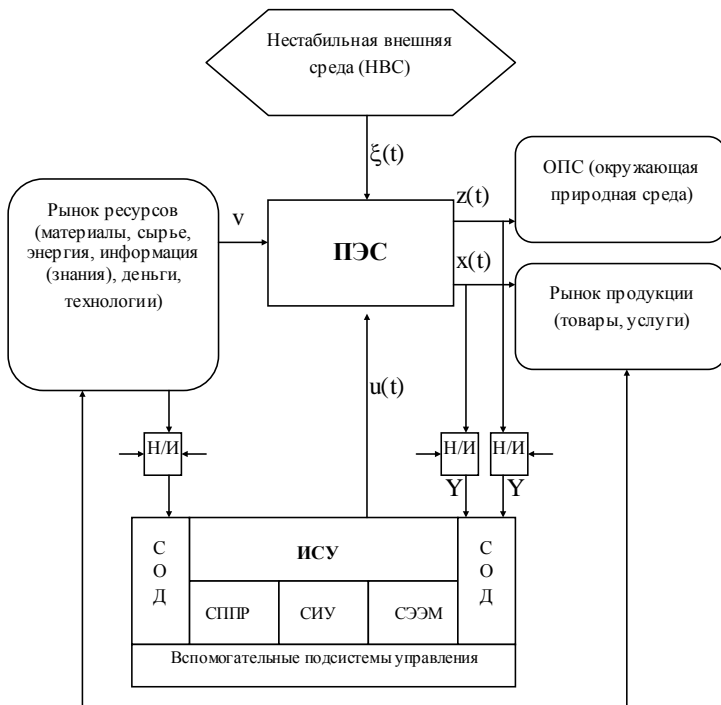 Нестабильная внешняя
среда (НВС)
ξ(t)
ОПС (окружающая
природная среда)
z(t)
Рынок ресурсов
(материалы, сырье,
энергия, информация
(знания), деньги,
технологии)
v
ПЭС
x(t)
Рынок продукции
(товары, услуги)
u(t)
Н/И
Н/И
Н/И
Y
Y
С
О
Д
ИСУ
С
О
Д
СППР
СИУ
СЭЭМ
Вспомогательные подсистемы управления